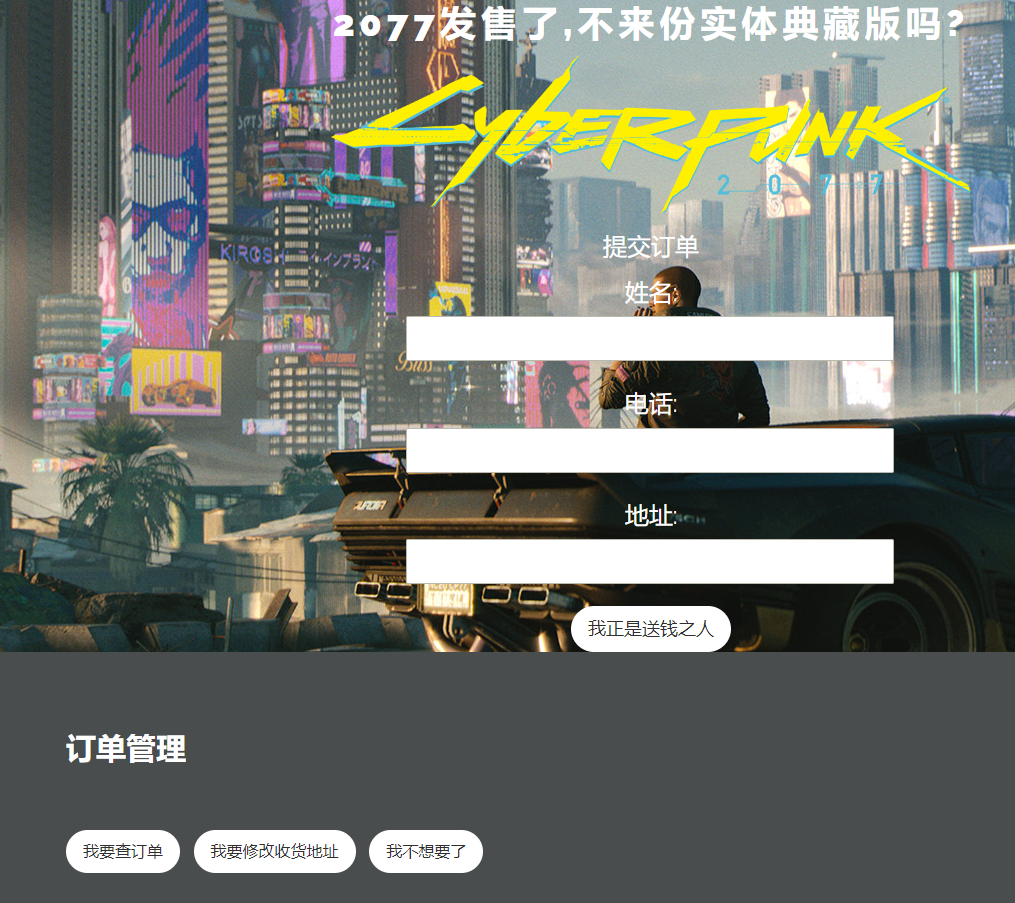 2077发售了,不来份实体典藏版吗?
CYBERPUNK
2077
KIROSHI
提交订单
姓名:
电话:
地址:
我正是送钱之人
订单管理
我要查订单
我要修改收货地址
我不想要了